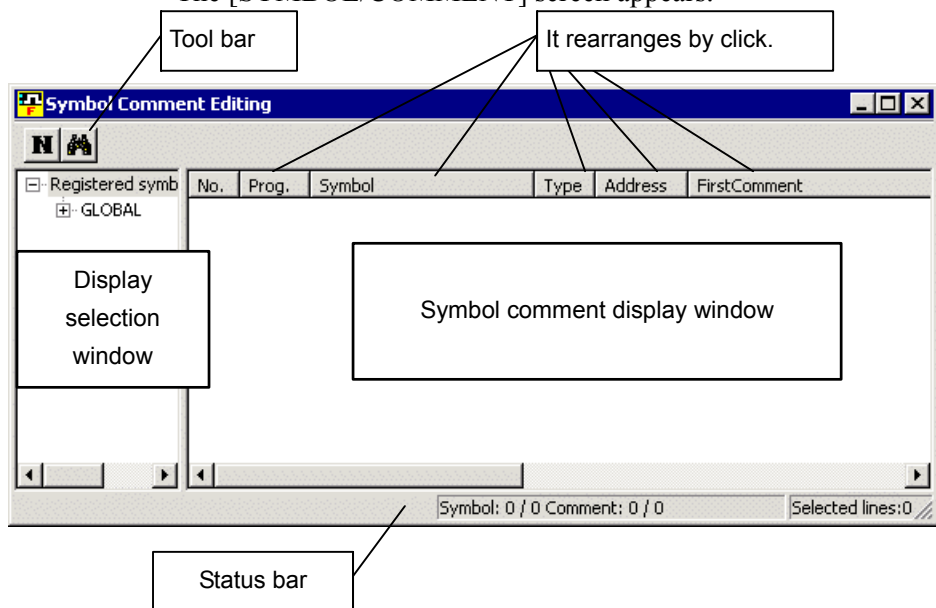 The [SYMBOL/COMMENT] screen appears.
Tool bar
It rearranges by click.
Symbol Comment Editing
N
Registered symb
GLOBAL
No. Prog. Symbol Type Address FirstComment
Display
selection
window
Symbol comment display window
Symbol: 0 / 0 Comment: 0 / 0
Selected lines:0
Status bar